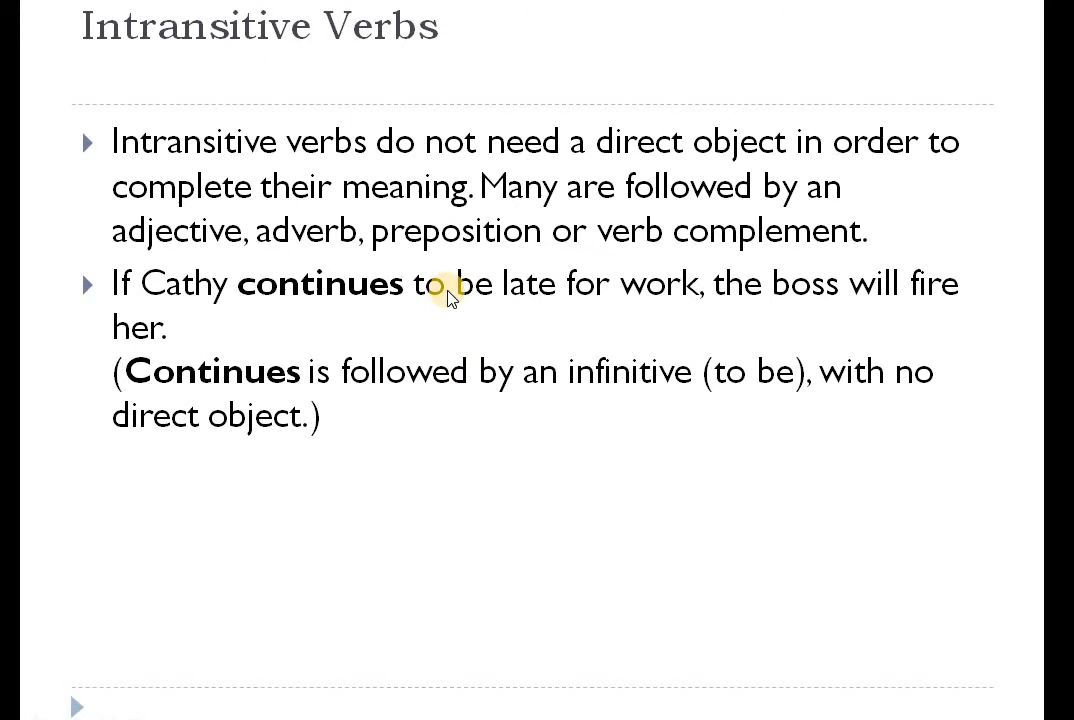 Intransitive Verbs
Intransitive verbs do not need a direct object in order to
complete their meaning. Many are followed by an
adjective, adverb, preposition or verb complement.
If Cathy continues to be late for work, the boss will fire
her.
(Continues is followed by an infinitive (to be), with no
direct object.)